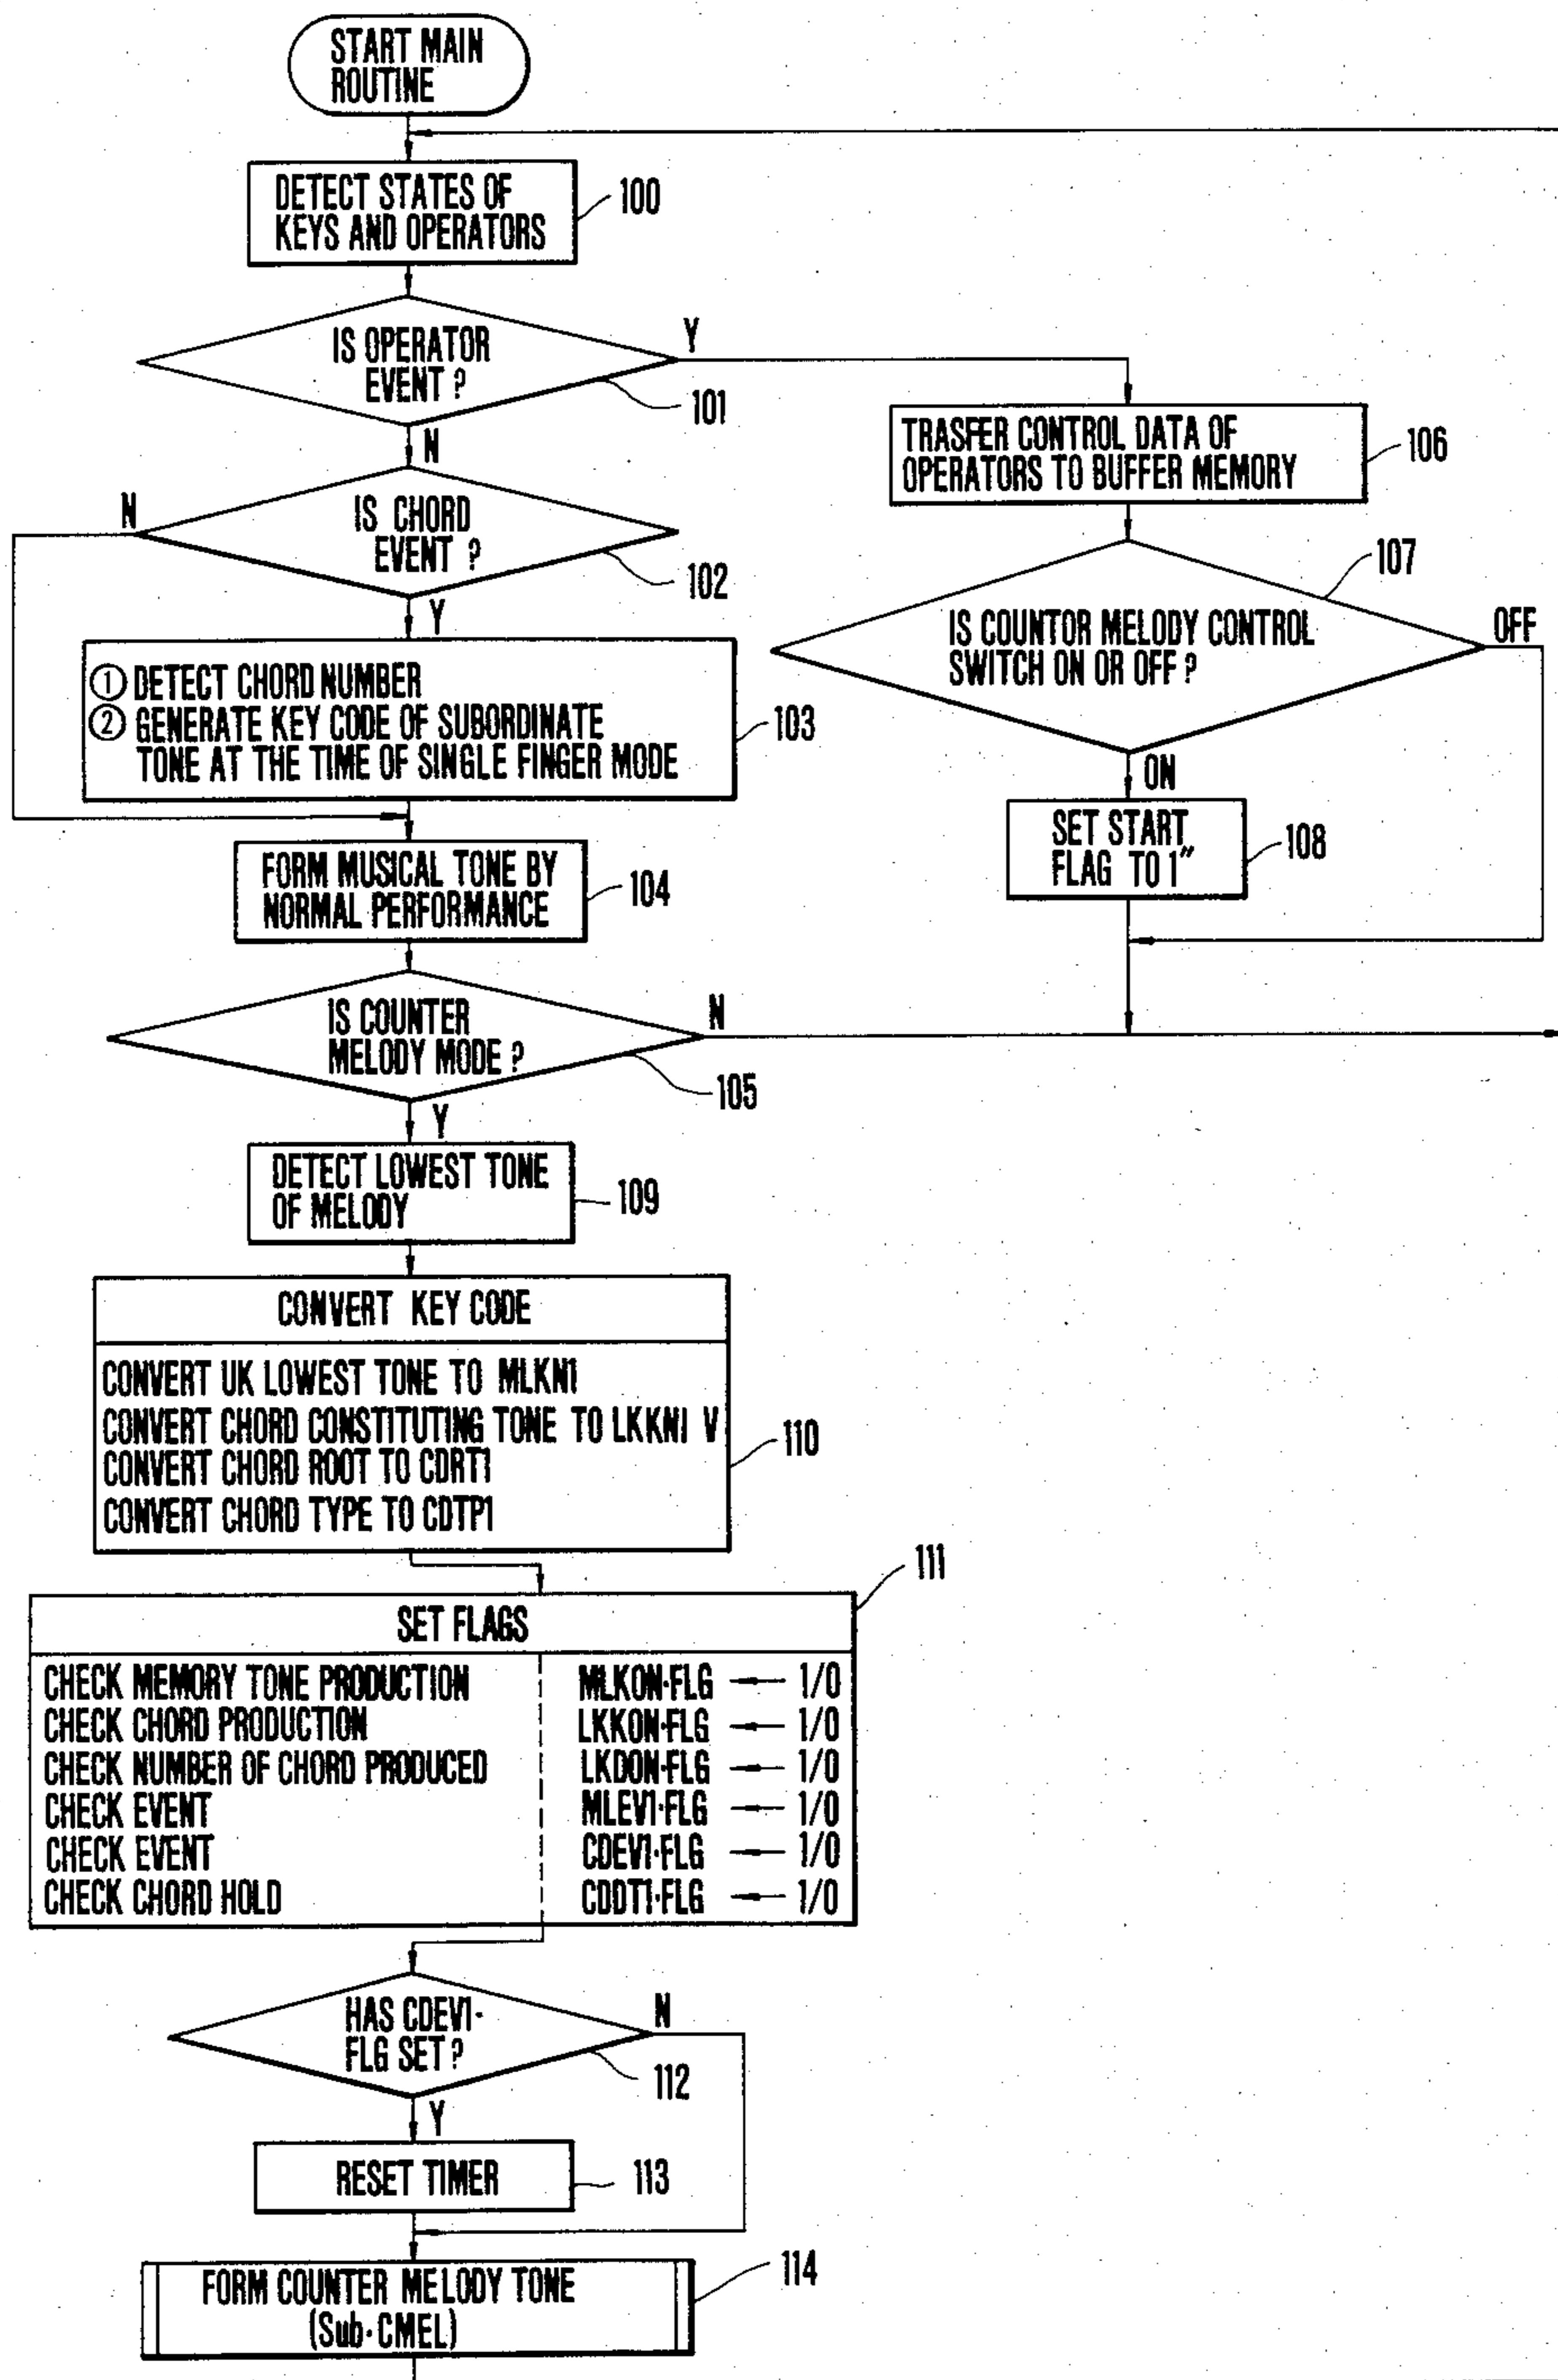 START MAIN
ROUTINE
DETECT STATES OF
KEYS AND OPERATORS
100
IS OPERATOR
EVENT ?
Y
101
N
TRASFER CONTROL DATA OF
OPERATORS TO BUFFER MEMORY
106
IS CHORD
EVENT ?
N
102
Y
107
IS COUNTOR MELODY CONTROL
SWITCH ON OR OFF ?
OFF
ON
① DETECT CHORD NUMBER
② GENERATE KEY CODE OF SUBORDINATE
TONE AT THE TIME OF SINGLE FINGER MODE
103
SET START
FLAG TO 1"
108
FORM MUSICAL TONE BY
NORMAL PERFORMANCE
104
IS COUNTER
MELODY MODE ?
N
105
Y
DETECT LOWEST TONE
OF MELODY
109
CONVERT KEY CODE
CONVERT UK LOWEST TONE TO MLKN1
CONVERT CHORD CONSTITUTING TONE TO LKKN1 V
CONVERT CHORD ROOT TO CDRT1
CONVERT CHORD TYPE TO CDTP1
110
111
SET FLAGS
CHECK MEMORY TONE PRODUCTION MLKON·FLG ← 1/0
CHECK CHORD PRODUCTION LKKON·FLG ← 1/0
CHECK NUMBER OF CHORD PRODUCED LKDON·FLG ← 1/0
CHECK EVENT MLEV1·FLG ← 1/0
CHECK EVENT CDEV1·FLG ← 1/0
CHECK CHORD HOLD CDDT1·FLG ← 1/0
HAS CDEV1-
FLG SET ?
N
112
Y
RESET TIMER
113
FORM COUNTER MELODY TONE
(Sub·CMEL)
114